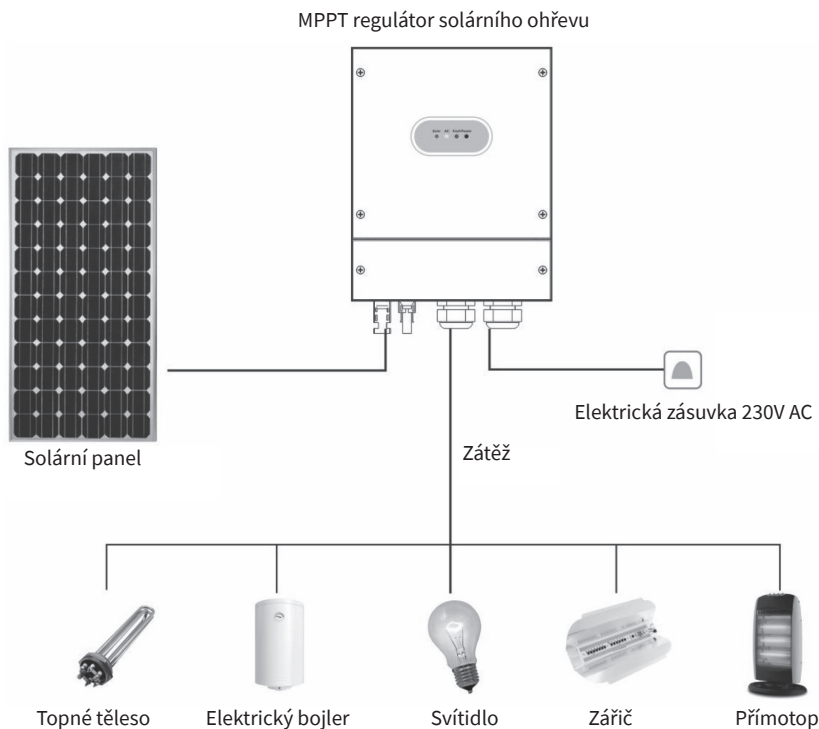 MPPT regulátor solárního ohřevu
Solární panel
Elektrická zásuvka 230V AC
Zátěž
Topné těleso
Elektrický bojler
Svítidlo
Zářič
Přímotop